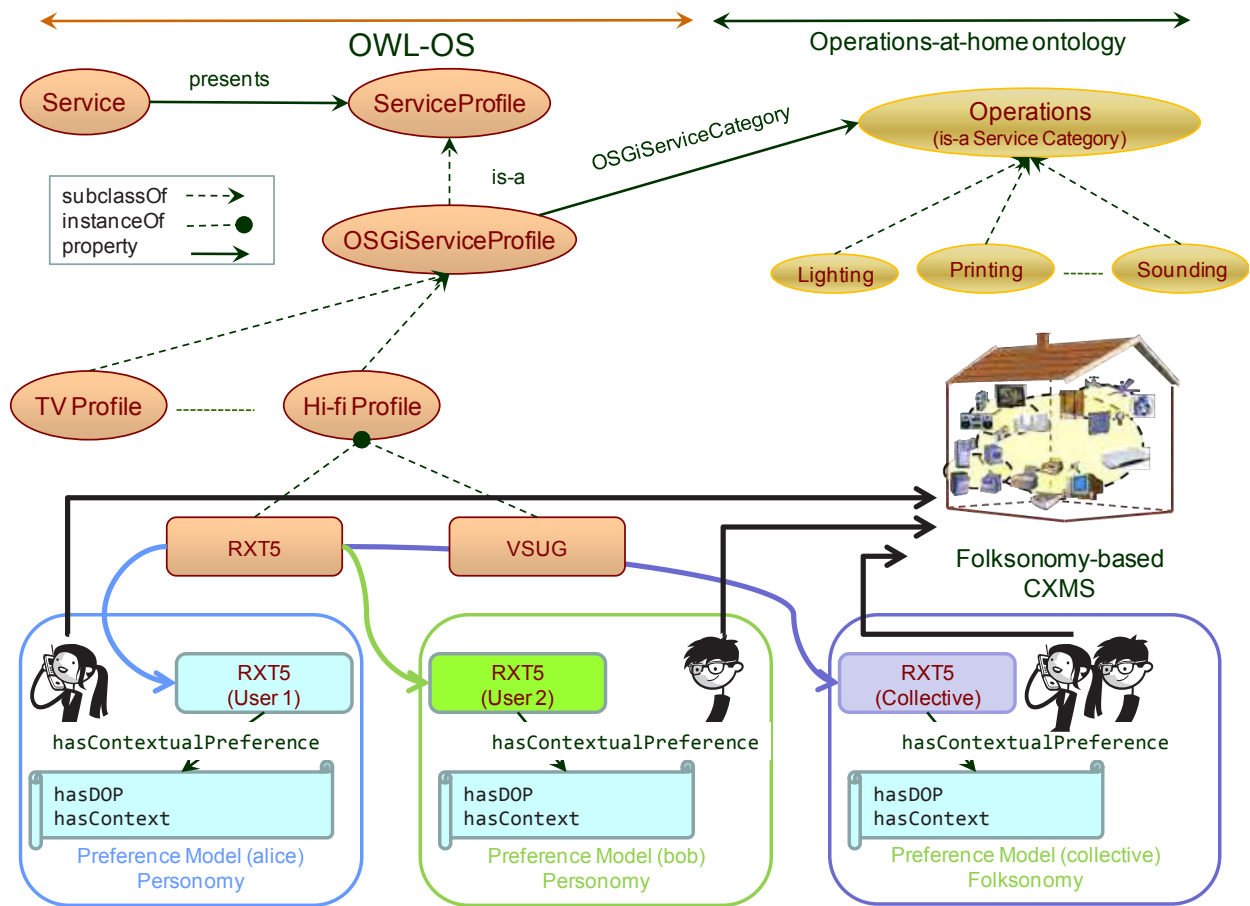 OWL-OS
Operations-at-home ontology
Service
presents
ServiceProfile
OSGiServiceCategory
Operations
(is-a Service Category)
subclassOf
instanceOf
property
is-a
OSGiServiceProfile
Lighting
Printing
Sounding
TV Profile
Hi-fi Profile
RXT5
VSUG
Folksonomy-based
CXMS
RXT5
(User 1)
hasContextualPreference
hasDOP
hasContext
Preference Model (alice)
Personomy
RXT5
(User 2)
hasContextualPreference
hasDOP
hasContext
Preference Model (bob)
Personomy
RXT5
(Collective)
hasContextualPreference
hasDOP
hasContext
Preference Model (collective)
Folksonomy